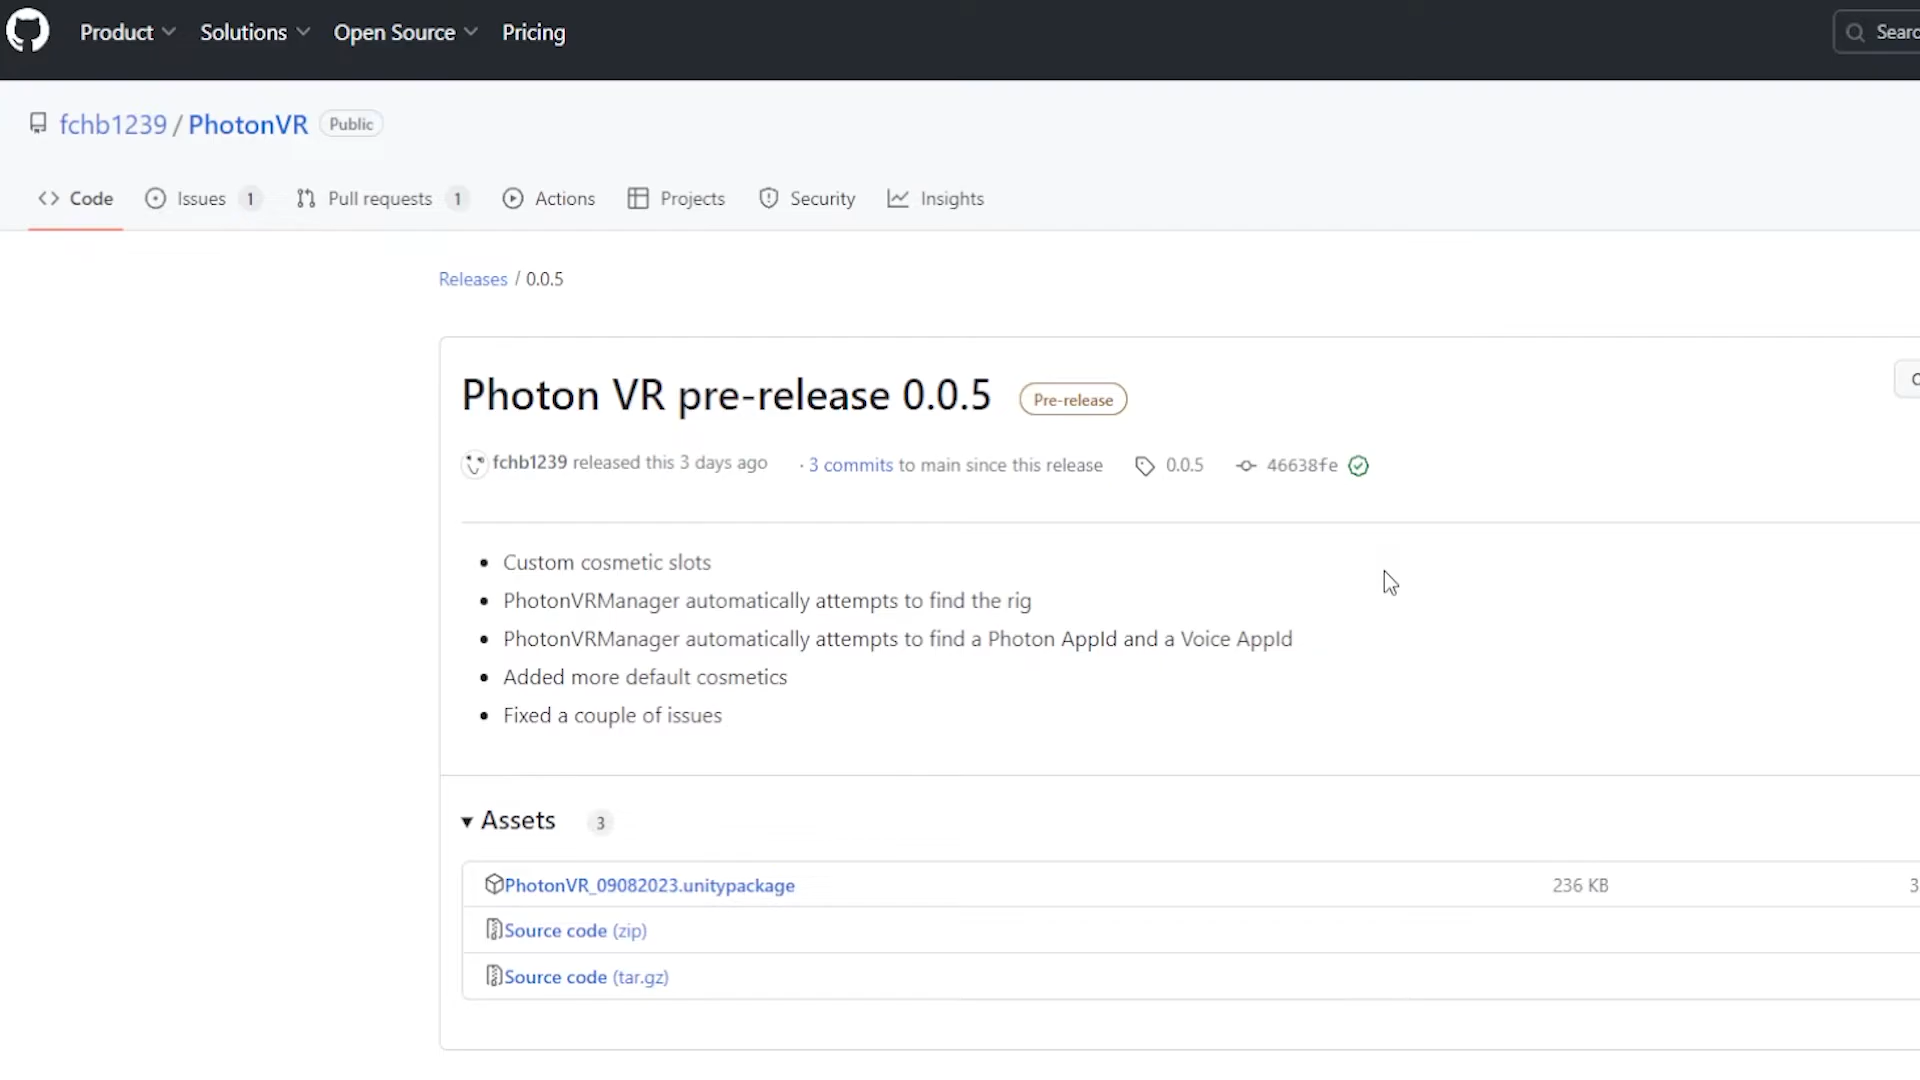 Product Solutions Open Source Pricing
fchb1239 / PhotonVR Public
Code Issues 1 Pull requests 1 Actions Projects Security Insights
Releases / 0.0.5
Photon VR pre-release 0.0.5 Pre-release
fchb1239 released this 3 days ago · 3 commits to main since this release 0.0.5 46638fe
• Custom cosmetic slots
• PhotonVRManager automatically attempts to find the rig
• PhotonVRManager automatically attempts to find a Photon AppId and a Voice AppId
• Added more default cosmetics
• Fixed a couple of issues
Assets 3
PhotonVR_09082023.unitypackage 236 KB 3
Source code (zip)
Source code (tar.gz)